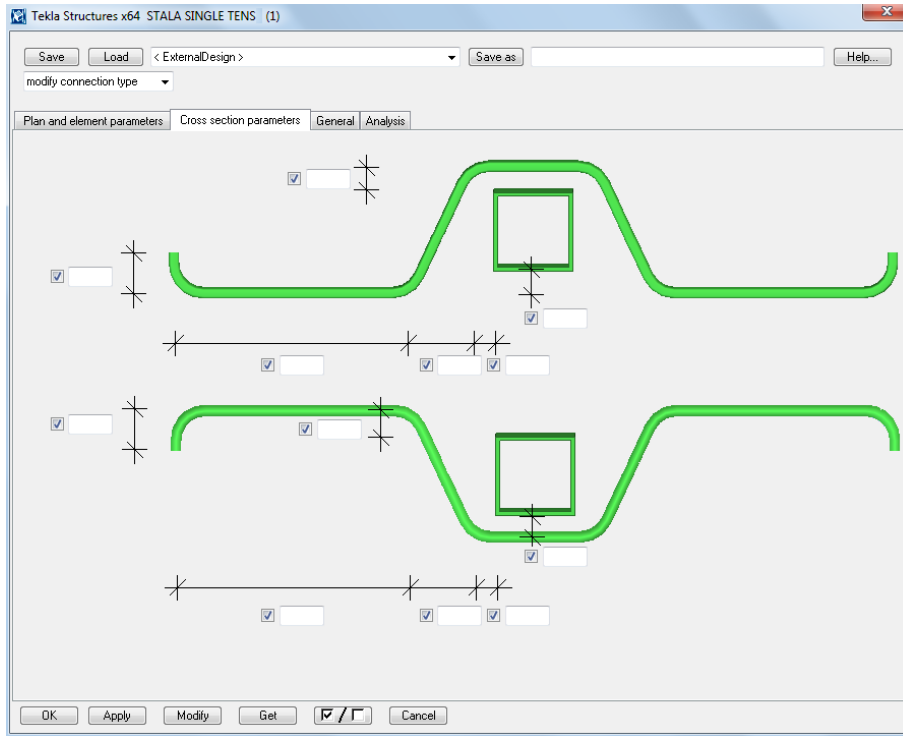 Tekla Structures x64 STALA SINGLE TENS (1)
Save Load < ExternalDesign > Save as Help...
modify connection type
Plan and element parameters Cross section parameters General Analysis
OK Apply Modify Get / Cancel